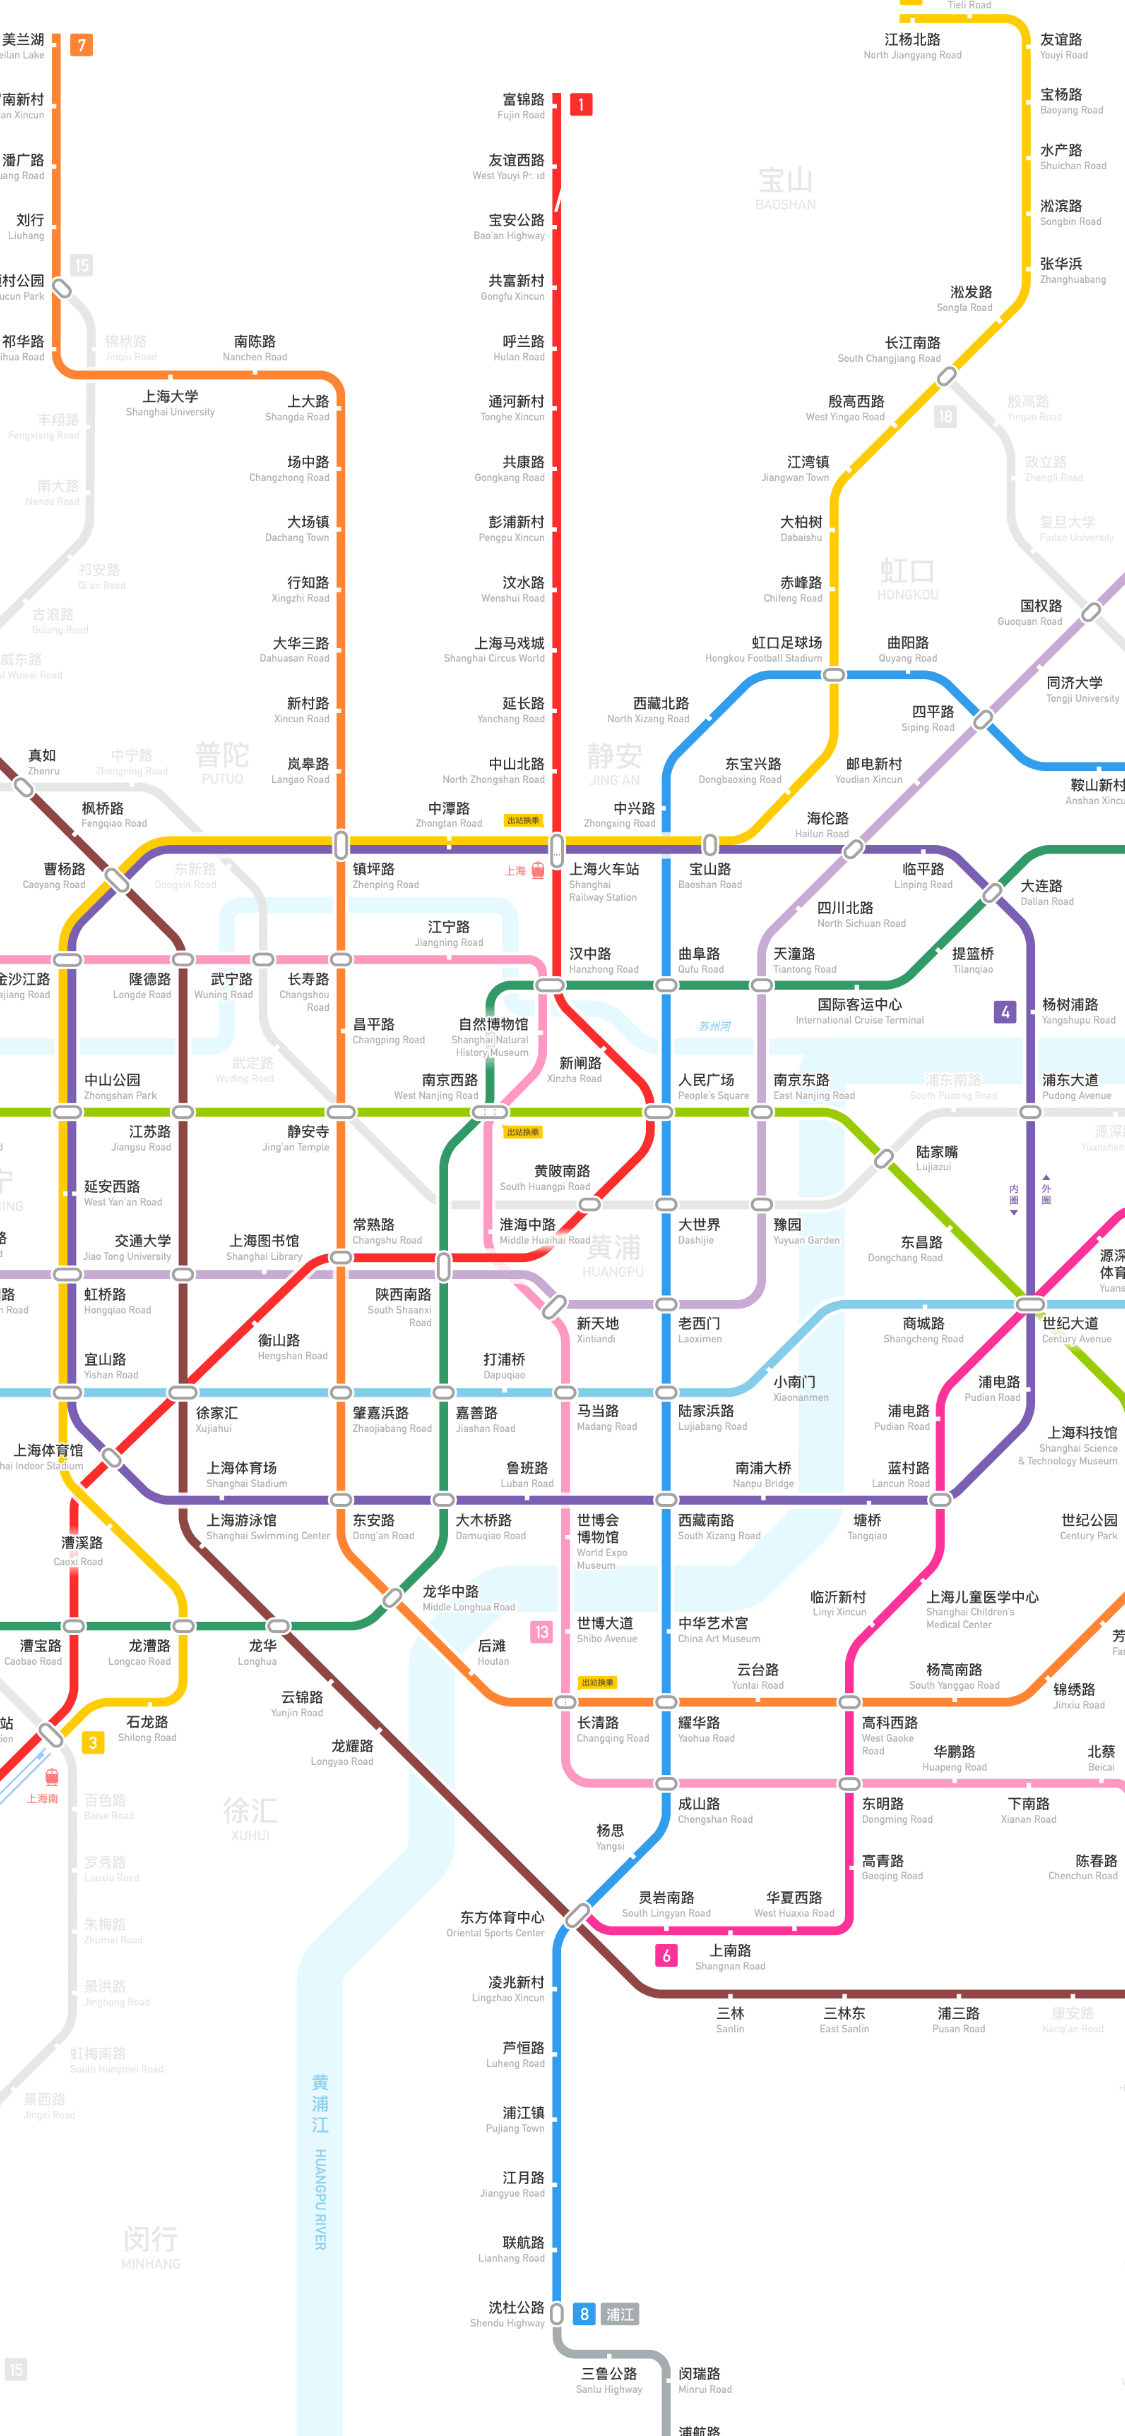 Tieli Road
美兰湖
7
江杨北路
North Jiangyang Road
友谊路
Youyi Road
富锦路
Fujin Road
1
宝杨路
Baoyang Road
水产路
Shuichan Road
潘广路
友谊西路
宝山
BAOSHAN
淞滨路
Songbin Road
刘行
Liuhang
宝安公路
Bao'an Highway
张华浜
Zhanghuabang
15
共富新村
Gongfu Xincun
淞发路
Songfa Road
祁华路
锦秋路
Jinqiu Road
南陈路
Nanchen Road
呼兰路
Hulan Road
长江南路
South Changjiang Road
上海大学
Shanghai University
上大路
Shangda Road
通河新村
Tonghe Xincun
殷高西路
West Yingao Road
18
殷高路
Yingao Road
丰翔路
Fengxiang Road
场中路
Changzhong Road
共康路
Gongkang Road
江湾镇
Jiangwan Town
政立路
Zhengli Road
南大路
Nanda Road
大场镇
Dachang Town
彭浦新村
Pengpu Xincun
大柏树
Dabaishu
复旦大学
Fudan University
祁安路
Qi'an Road
行知路
Xingzhi Road
汶水路
Wenshui Road
赤峰路
Chifeng Road
虹口
HONGKOU
古浪路
Gulang Road
国权路
Guoquan Road
大华三路
Dahuasan Road
上海马戏城
Shanghai Circus World
虹口足球场
Hongkou Football Stadium
曲阳路
Quyang Road
同济大学
Tongji University
新村路
Xincun Road
延长路
Yanchang Road
西藏北路
North Xizang Road
四平路
Siping Road
真如
Zhenru
中宁路
Zhongning Road
普陀
PUTUO
岚皋路
Langao Road
中山北路
North Zhongshan Road
静安
JING'AN
东宝兴路
Dongbaoxing Road
邮电新村
Youdian Xincun
鞍山新村
枫桥路
Fengqiao Road
中潭路
Zhongtan Road
出站换乘
中兴路
Zhongxing Road
海伦路
Hailun Road
曹杨路
Caoyang Road
东新路
Dongxin Road
镇坪路
Zhenping Road
上海
上海火车站
Shanghai
Railway Station
宝山路
Baoshan Road
临平路
Linping Road
大连路
Dalian Road
四川北路
North Sichuan Road
江宁路
Jiangning Road
金沙江路
隆德路
Longde Road
武宁路
Wuning Road
长寿路
Changshou
Road
汉中路
Hanzhong Road
曲阜路
Qufu Road
天潼路
Tiantong Road
提篮桥
Tilanqiao
国际客运中心
International Cruise Terminal
4
杨树浦路
Yangshupu Road
昌平路
Changping Road
自然博物馆
Shanghai Natural
History Museum
苏州河
武定路
Wuding Road
新闸路
Xinzha Road
中山公园
Zhongshan Park
南京西路
West Nanjing Road
人民广场
People's Square
南京东路
East Nanjing Road
浦东南路
South Pudong Road
浦东大道
Pudong Avenue
江苏路
Jiangsu Road
静安寺
Jing'an Temple
出站换乘
陆家嘴
Lujiazui
延安西路
West Yan'an Road
黄陂南路
South Huangpi Road
内圈
外圈
交通大学
Jiao Tong University
上海图书馆
Shanghai Library
常熟路
Changshu Road
淮海中路
Middle Huaihai Road
黄浦
HUANGPU
大世界
Dashijie
豫园
Yuyuan Garden
东昌路
Dongchang Road
虹桥路
Hongqiao Road
陕西南路
South Shaanxi
Road
新天地
Xintiandi
老西门
Laoximen
商城路
Shangcheng Road
世纪大道
Century Avenue
衡山路
Hengshan Road
宜山路
Yishan Road
打浦桥
Dapuqiao
小南门
Xiaonanmen
浦电路
Pudian Road
徐家汇
Xujiahui
肇嘉浜路
Zhaojiabang Road
嘉善路
Jiashan Road
马当路
Madang Road
陆家浜路
Lujiabang Road
浦电路
Pudian Road
上海科技馆
Shanghai Science
& Technology Museum
上海体育馆
上海体育场
Shanghai Stadium
鲁班路
Luban Road
南浦大桥
Nanpu Bridge
蓝村路
Lancun Road
漕溪路
Caoxi Road
上海游泳馆
Shanghai Swimming Center
东安路
Dong'an Road
大木桥路
Damuqiao Road
世博会
博物馆
World Expo
Museum
西藏南路
South Xizang Road
塘桥
Tangqiao
世纪公园
Century Park
龙华中路
Middle Longhua Road
临沂新村
Linyi Xincun
上海儿童医学中心
Shanghai Children's
Medical Center
漕宝路
Caobao Road
龙漕路
Longcao Road
龙华
Longhua
后滩
Houtan
13
世博大道
Shibo Avenue
中华艺术宫
China Art Museum
云台路
Yuntai Road
杨高南路
South Yanggao Road
锦绣路
Jinxiu Road
出站换乘
云锦路
Yunjin Road
石龙路
Shilong Road
3
长清路
Changqing Road
耀华路
Yaohua Road
高科西路
West Gaoke
Road
华鹏路
Huapeng Road
北蔡
Beicai
龙耀路
Longyao Road
上海南
百色路
Baise Road
徐汇
XUHUI
成山路
Chengshan Road
东明路
Dongming Road
下南路
Xianan Road
杨思
Yangsi
罗秀路
Luoxiu Road
高青路
Gaoqing Road
陈春路
Chenchun Road
东方体育中心
Oriental Sports Center
灵岩南路
South Lingyan Road
华夏西路
West Huaxia Road
朱梅路
Zhumei Road
6
上南路
Shangnan Road
景洪路
Jinghong Road
凌兆新村
Lingzhao Xincun
三林
Sanlin
三林东
East Sanlin
浦三路
Pusan Road
康安路
Kang'an Road
虹梅南路
South Hongmei Road
芦恒路
Luheng Road
景西路
Jingxi Road
黄浦江
HUANGPU RIVER
浦江镇
Pujiang Town
江月路
Jiangyue Road
闵行
MINHANG
联航路
Lianhang Road
沈杜公路
Shendu Highway
8
浦江
15
三鲁公路
Sanlu Highway
闵瑞路
Minrui Road
浦航路